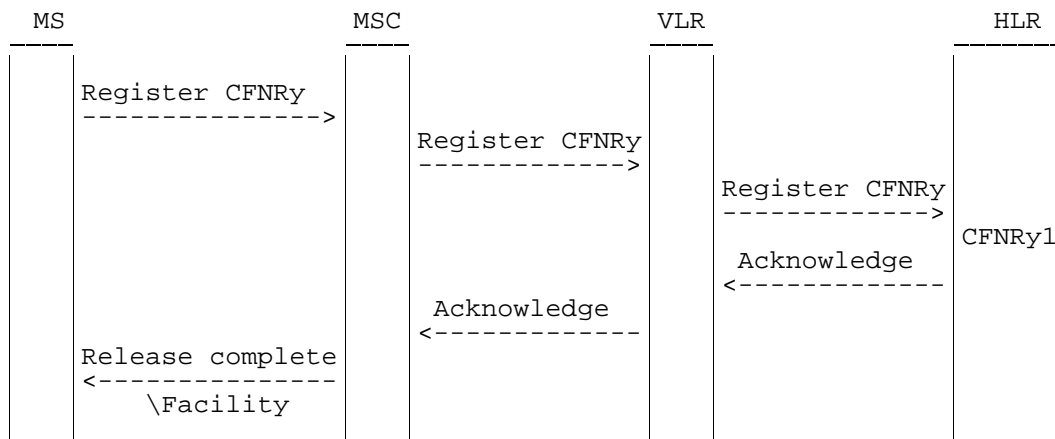 MS MSC VLR HLR
Register CFNRy
--------------->
Register CFNRy
------------->
Register CFNRy
------------->
CFNRy1
Acknowledge
<-------------
Acknowledge
<-------------
Release complete
<---------------
\Facility